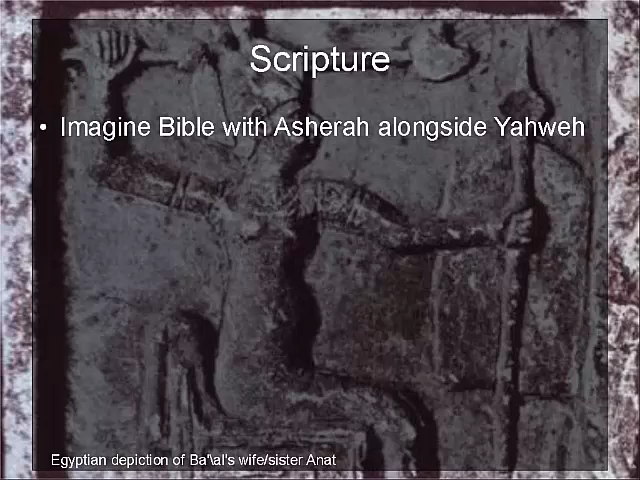 Scripture
• Imagine Bible with Asherah alongside Yahweh
Egyptian depiction of Ba'\al's wife/sister Anat